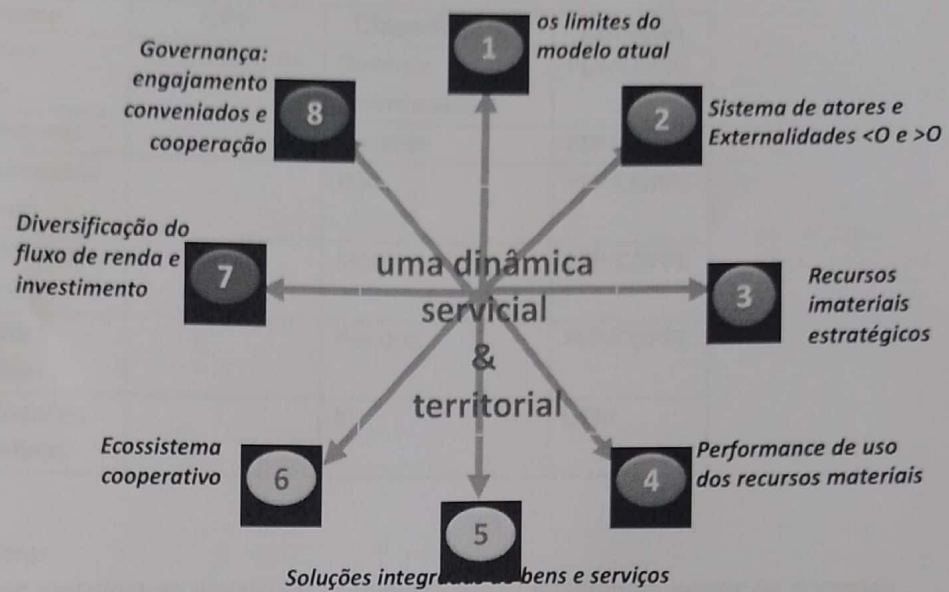 1
os limites do
modelo atual
2
Sistema de atores e
Externalidades <O e >O
3
Recursos
imateriais
estratégicos
4
Performance de uso
dos recursos materiais
5
Soluções bens e serviços
6
Ecossistema
cooperativo
7
Diversificação do
fluxo de renda e
investimento
8
Governança:
engajamento
conveniados e
cooperação
uma dinâmica
servicial
&
territorial